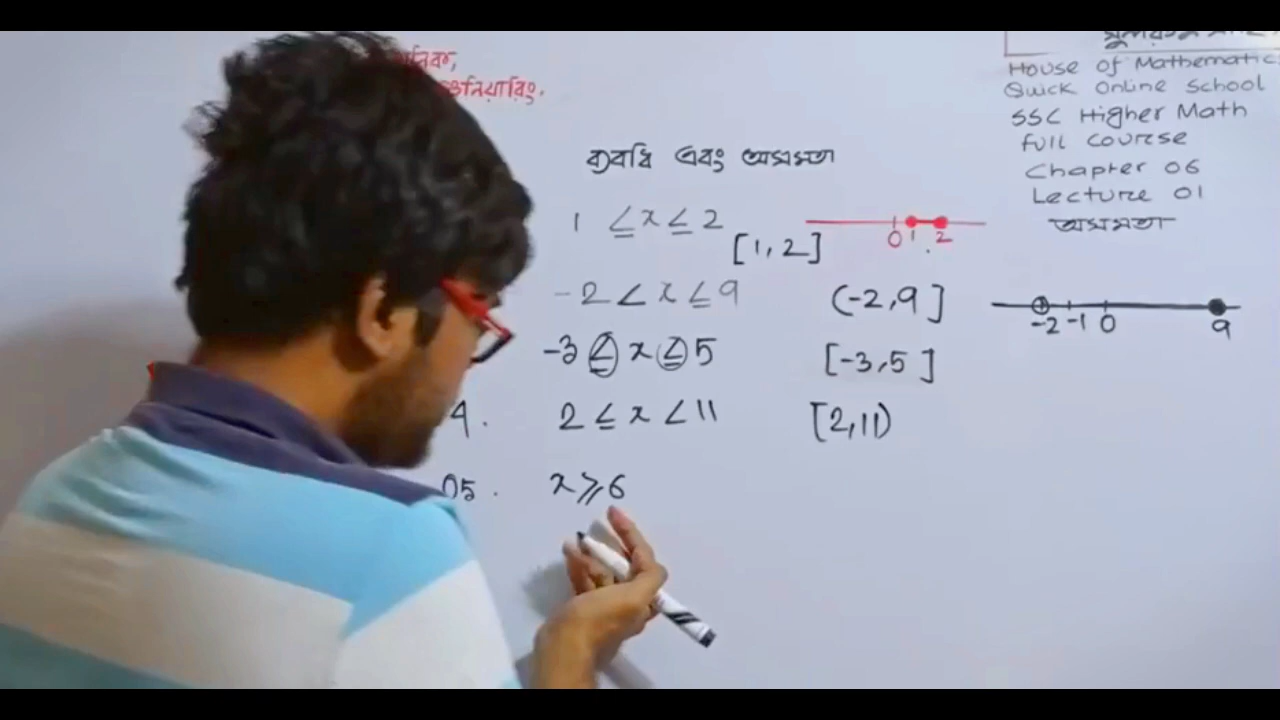 House of Mathematic
Quick Online School
SSC Higher Math
Full Course
Chapter 06
Lecture 01
অসমতা
ব্যবধি এবং অসমতা
1 ≤ x ≤ 2 [1, 2] 0 1 2
-2 < x ≤ 9 (-2, 9] -2 -1 0 9
-3 ≤ x ≤ 5 [-3, 5]
4. 2 ≤ x < 11 [2, 11)
05. x ≥ 6